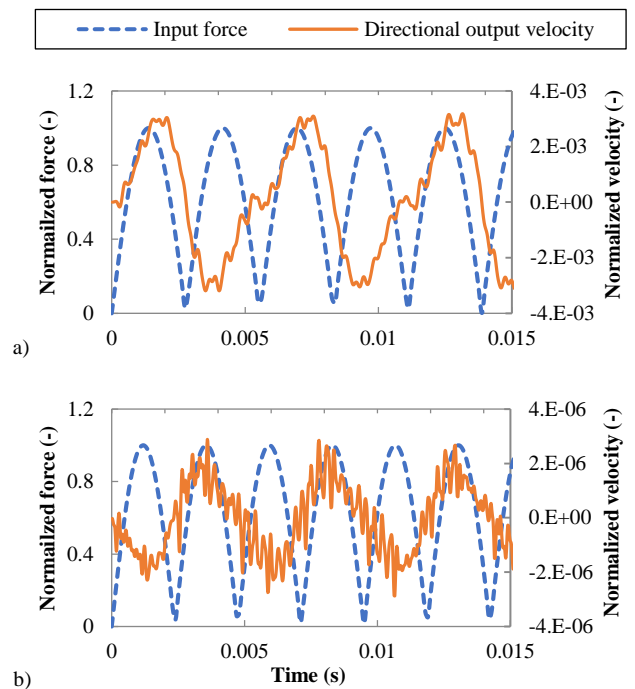 Input force
Directional output velocity
1.2
0.8
0.4
0
Normailzed force (-)
4.E-03
2.E-03
0.E+00
-2.E-03
-4.E-03
Normalized velocity (-)
0
0.005
0.01
0.015
a)
1.2
0.8
0.4
0
Normailzed force (-)
4.E-06
2.E-06
0.E+00
-2.E-06
-4.E-06
Normalized velocity (-)
0
0.005
0.01
0.015
Time (s)
b)